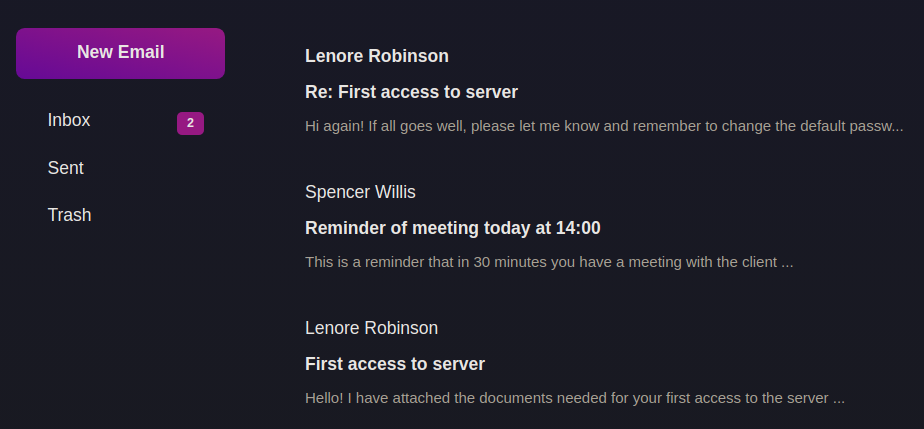 New Email
Inbox 2
Sent
Trash
Lenore Robinson
Re: First access to server
Hi again! If all goes well, please let me know and remember to change the default passw...
Spencer Willis
Reminder of meeting today at 14:00
This is a reminder that in 30 minutes you have a meeting with the client ...
Lenore Robinson
First access to server
Hello! I have attached the documents needed for your first access to the server ...